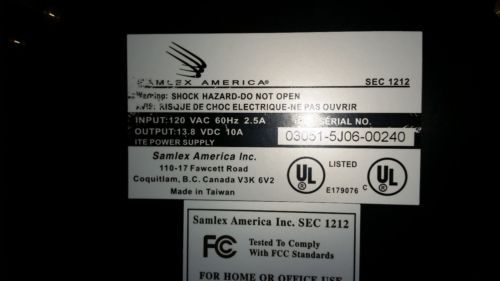 SAMLEX AMERICA® SEC 1212
Warning: SHOCK HAZARD-DO NOT OPEN
AVIS: RISQUE DE CHOC ELECTRIQUE-NE PAS OUVRIR
INPUT:120 VAC 60Hz 2.5A SERIAL NO.
OUTPUT:13.8 VDC 10A 03051-5J06-00240
ITE POWER SUPPLY
Samlex America Inc.
110-17 Fawcett Road
Coquitlam, B.C. Canada V3K 6V2
Made in Taiwan
UL LISTED C UL
E179076
Samlex America Inc. SEC 1212
FC Tested To Comply
With FCC Standards
FOR HOME OR OFFICE USE